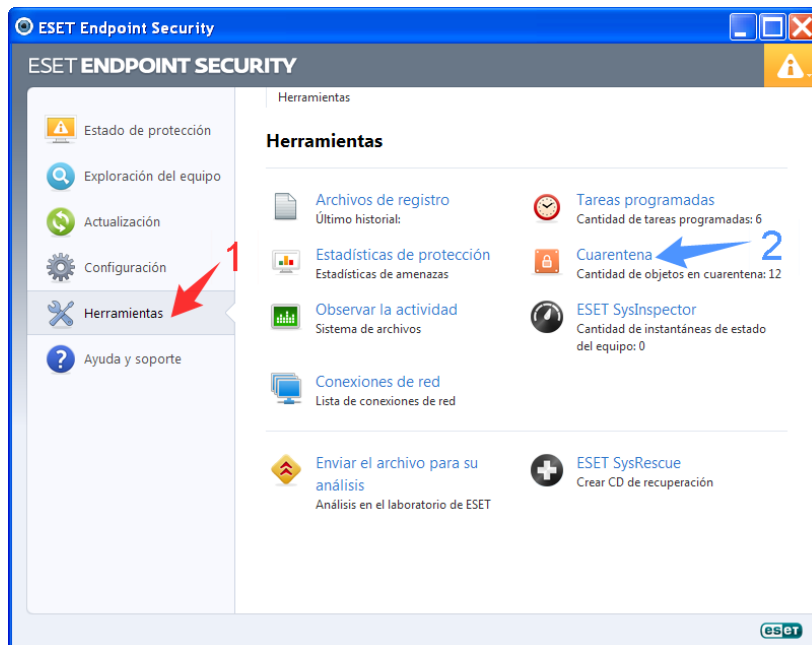 ESET Endpoint Security
ESET ENDPOINT SECURITY
Herramientas
Estado de protección
Exploración del equipo
Actualización
Configuración
Herramientas
Ayuda y soporte
1
Herramientas
Archivos de registro
Último historial:
Tareas programadas
Cantidad de tareas programadas: 6
Estadísticas de protección
Estadísticas de amenazas
Cuarentena
2
Cantidad de objetos en cuarentena: 12
Observar la actividad
Sistema de archivos
ESET SysInspector
Cantidad de instantáneas de estado
del equipo: 0
Conexiones de red
Lista de conexiones de red
Enviar el archivo para su
análisis
Análisis en el laboratorio de ESET
ESET SysRescue
Crear CD de recuperación
eset